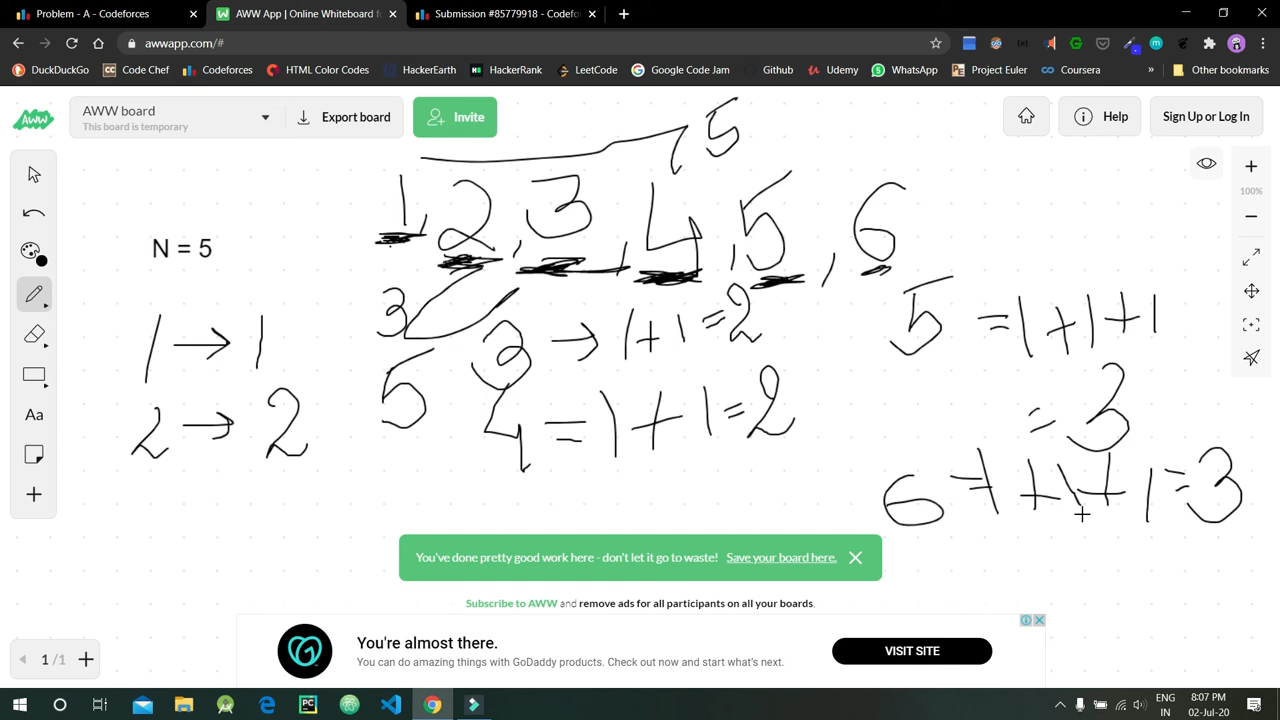 Problem - A - Codeforces
AWW App | Online Whiteboard f
Submission #85779918 - Codeforc
awwapp.com/#
DuckDuckGo
Code Chef
Codeforces
HTML Color Codes
HackerEarth
HackerRank
LeetCode
Google Code Jam
Github
Udemy
WhatsApp
Project Euler
Coursera
»
Other bookmarks
AWW
AWW board
This board is temporary
Export board
Invite
Help
Sign Up or Log In
100%
5
1, 2, 3, 4, 5, 6
N = 5
1 → 1
2 → 2
3
5
3 → 1+1=2
4 = 1+1=2
5 = 1+1+1
= 3
6 = 1+1+1=3
Aa
You've done pretty good work here - don't let it go to waste! Save your board here.
Subscribe to AWW and remove ads for all participants on all your boards.
You're almost there.
You can do amazing things with GoDaddy products. Check out now and start what's next.
VISIT SITE
1 / 1
ENG
IN
8:07 PM
02-Jul-20